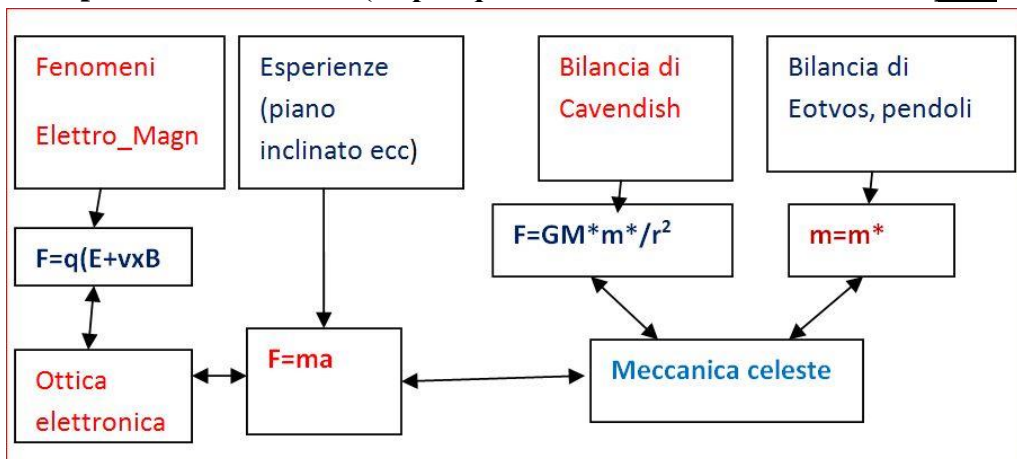 Fenomeni
Elettro_Magn
Esperienze
(piano
inclinato ecc)
Bilancia di
Cavendish
Bilancia di
Eotvos, pendoli
F=q(E+vxB
F=GM*m*/r²
m=m*
Ottica
elettronica
F=ma
Meccanica celeste